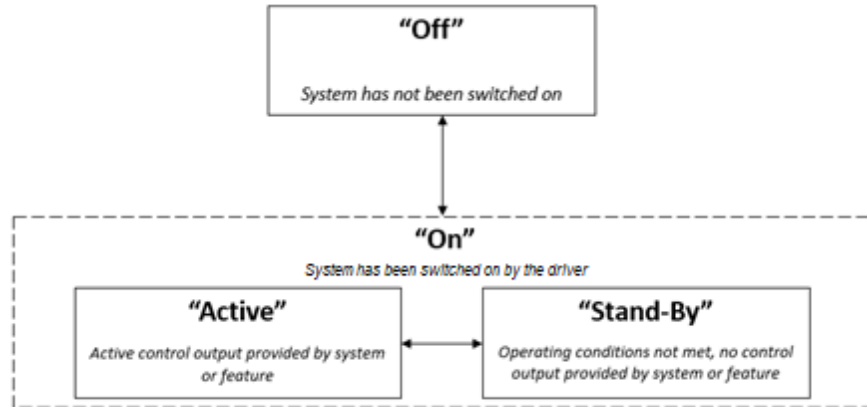 “Off”
System has not been switched on
“On”
System has been switched on by the driver
“Active”
Active control output provided by system
or feature
“Stand-By”
Operating conditions not met, no control
output provided by system or feature